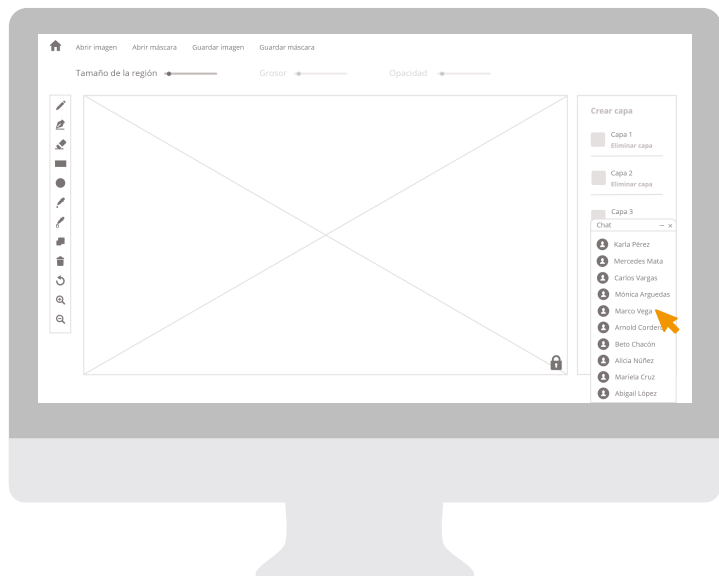 Abrir imagen Abrir máscara Guardar imagen Guardar máscara
Tamaño de la región Grosor Opacidad
Crear capa
Capa 1
Eliminar capa
Capa 2
Eliminar capa
Capa 3
Chat – ×
Karla Pérez
Mercedes Mata
Carlos Vargas
Mónica Arguedas
Marco Vega
Arnold Cordero
Beto Chacón
Alicia Núñez
Mariela Cruz
Abigail López